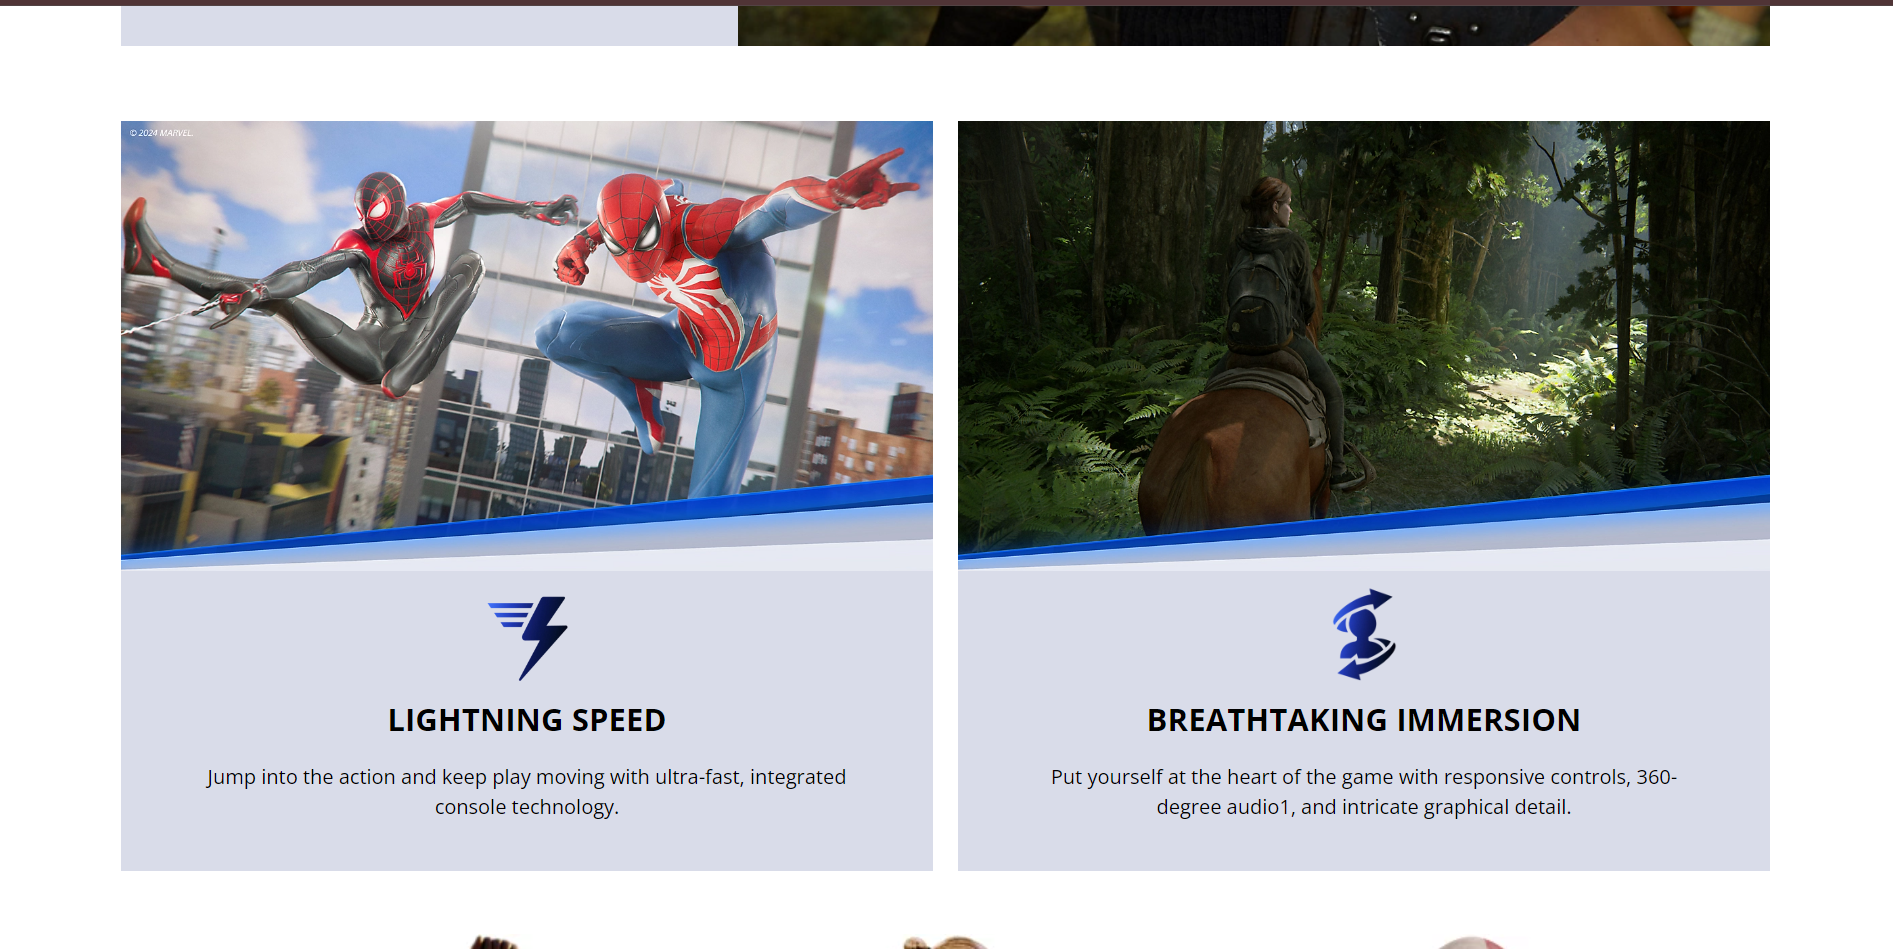 © 2024 MARVEL.
LIGHTNING SPEED
Jump into the action and keep play moving with ultra-fast, integrated
console technology.
BREATHTAKING IMMERSION
Put yourself at the heart of the game with responsive controls, 360-
degree audio1, and intricate graphical detail.